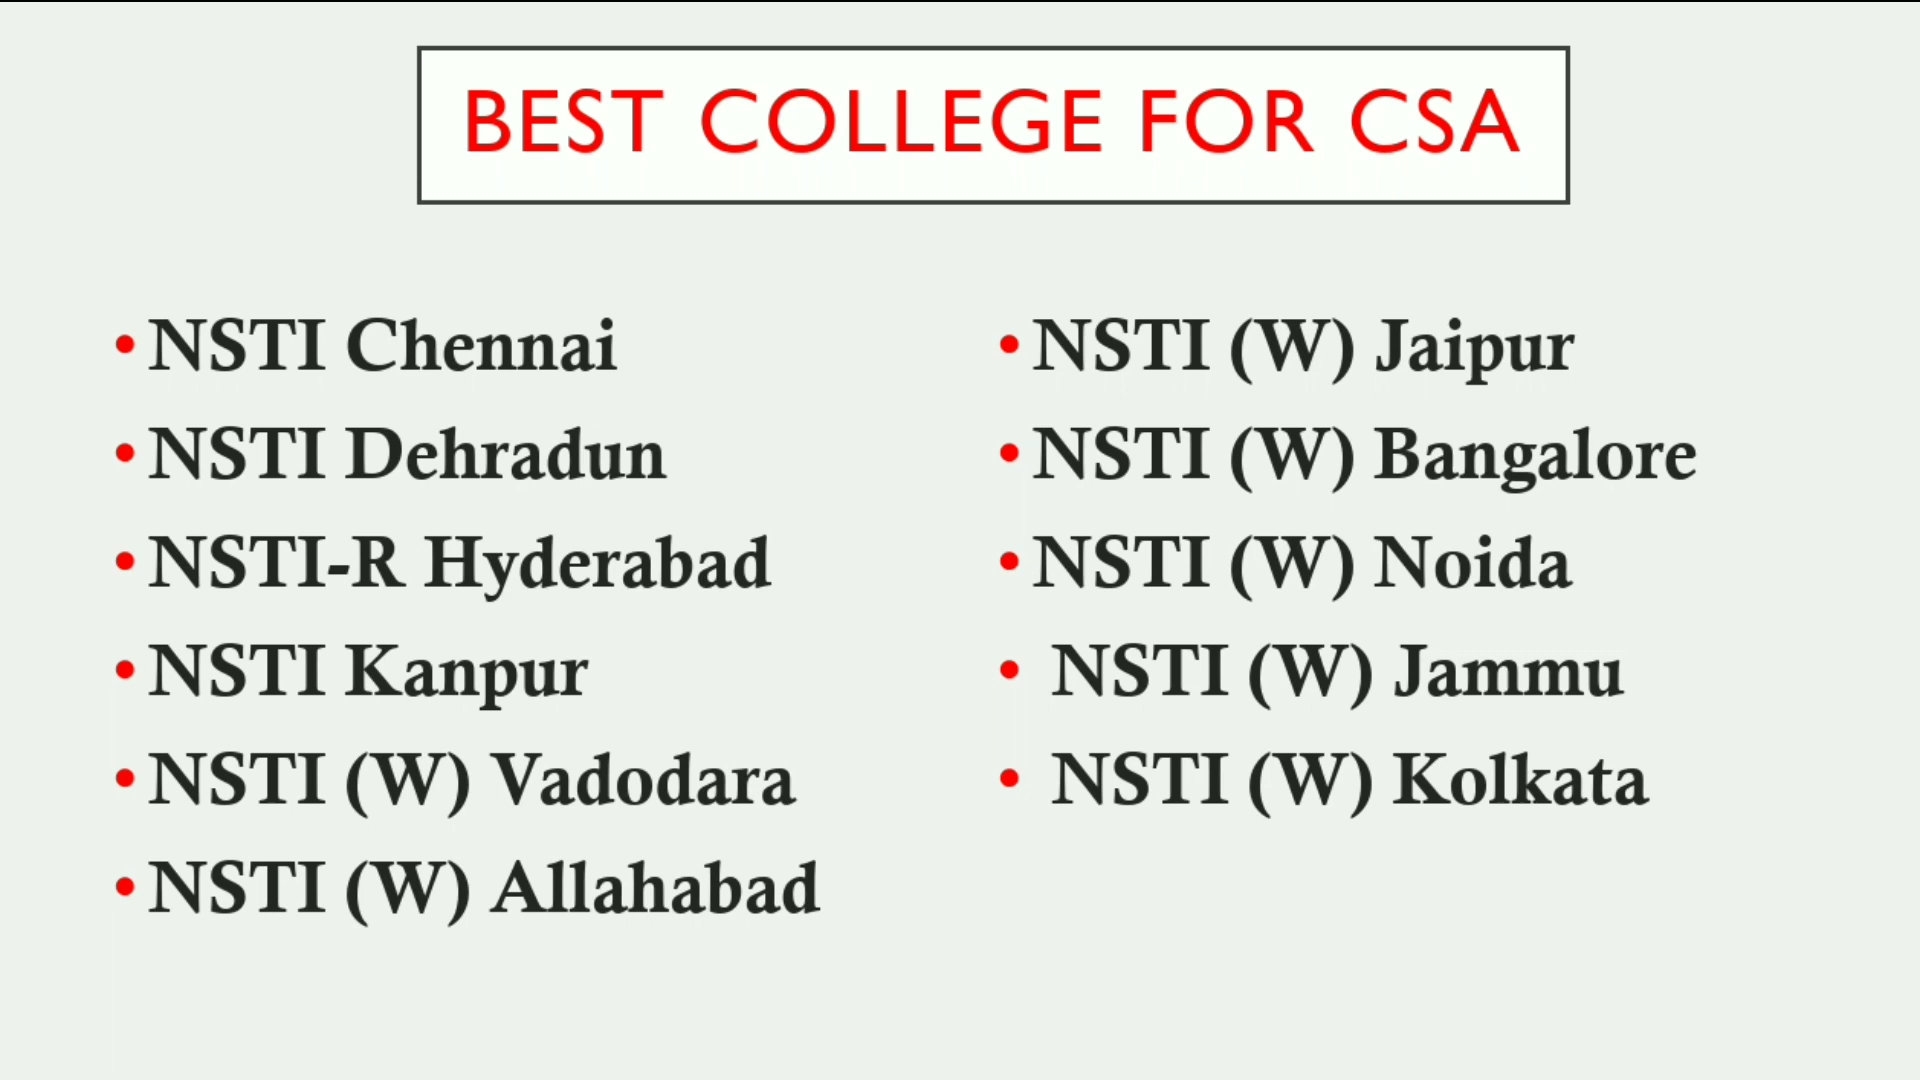 BEST COLLEGE FOR CSA
• NSTI Chennai
• NSTI Dehradun
• NSTI-R Hyderabad
• NSTI Kanpur
• NSTI (W) Vadodara
• NSTI (W) Allahabad
• NSTI (W) Jaipur
• NSTI (W) Bangalore
• NSTI (W) Noida
• NSTI (W) Jammu
• NSTI (W) Kolkata